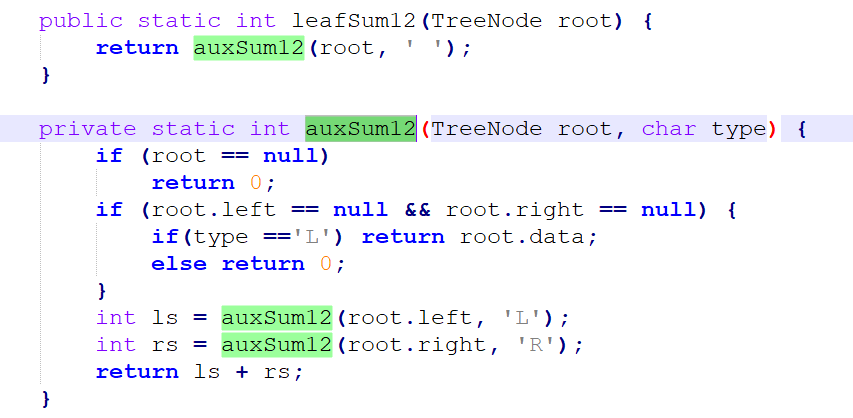 public static int leafSum12(TreeNode root) {
    return auxSum12(root, ' ');
}
private static int auxSum12(TreeNode root, char type) {
    if (root == null)
        return 0;
    if (root.left == null && root.right == null) {
        if(type =='L') return root.data;
        else return 0;
    }
    int ls = auxSum12(root.left, 'L');
    int rs = auxSum12(root.right, 'R');
    return ls + rs;
}